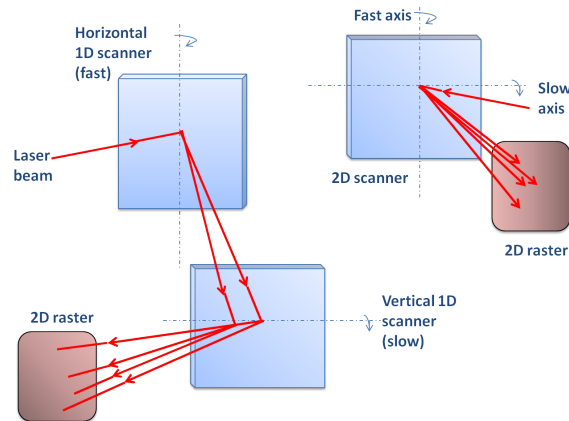 Horizontal
1D scanner
(fast)
Fast axis
Slow
axis
Laser
beam
2D scanner
2D raster
2D raster
Vertical 1D
scanner
(slow)